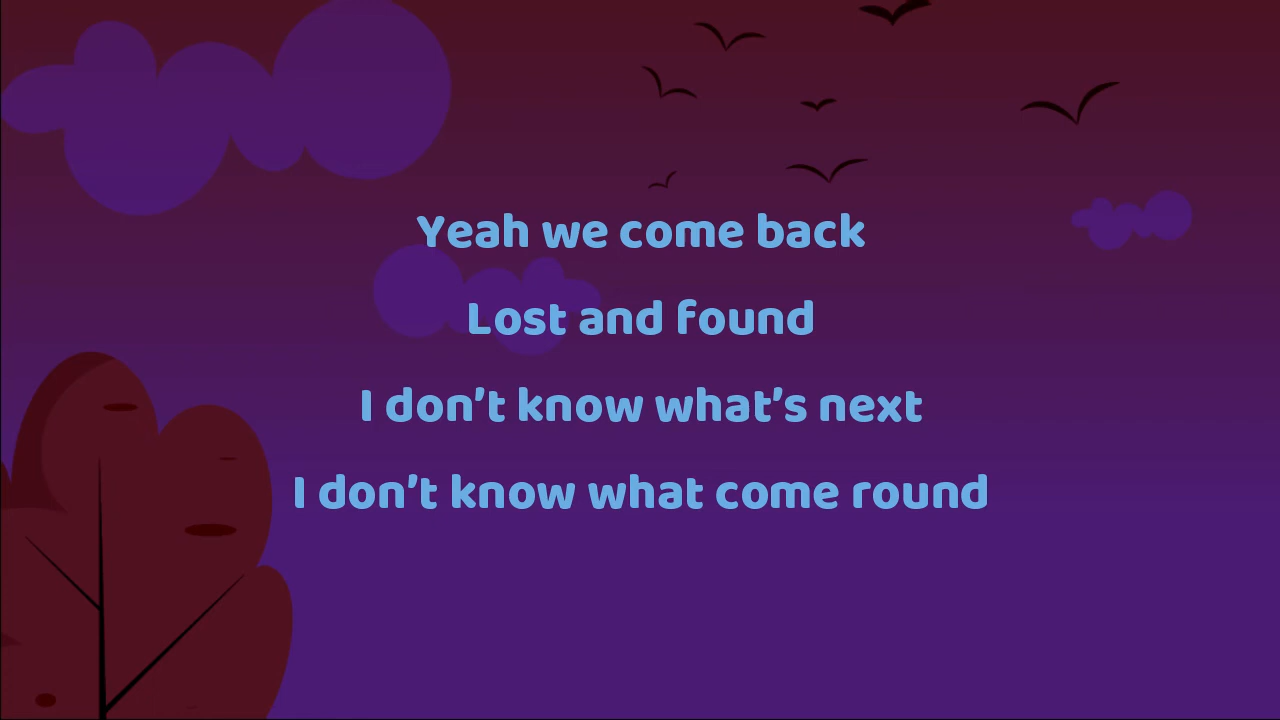 Yeah we come back
Lost and found
I don't know what's next
I don't know what come round